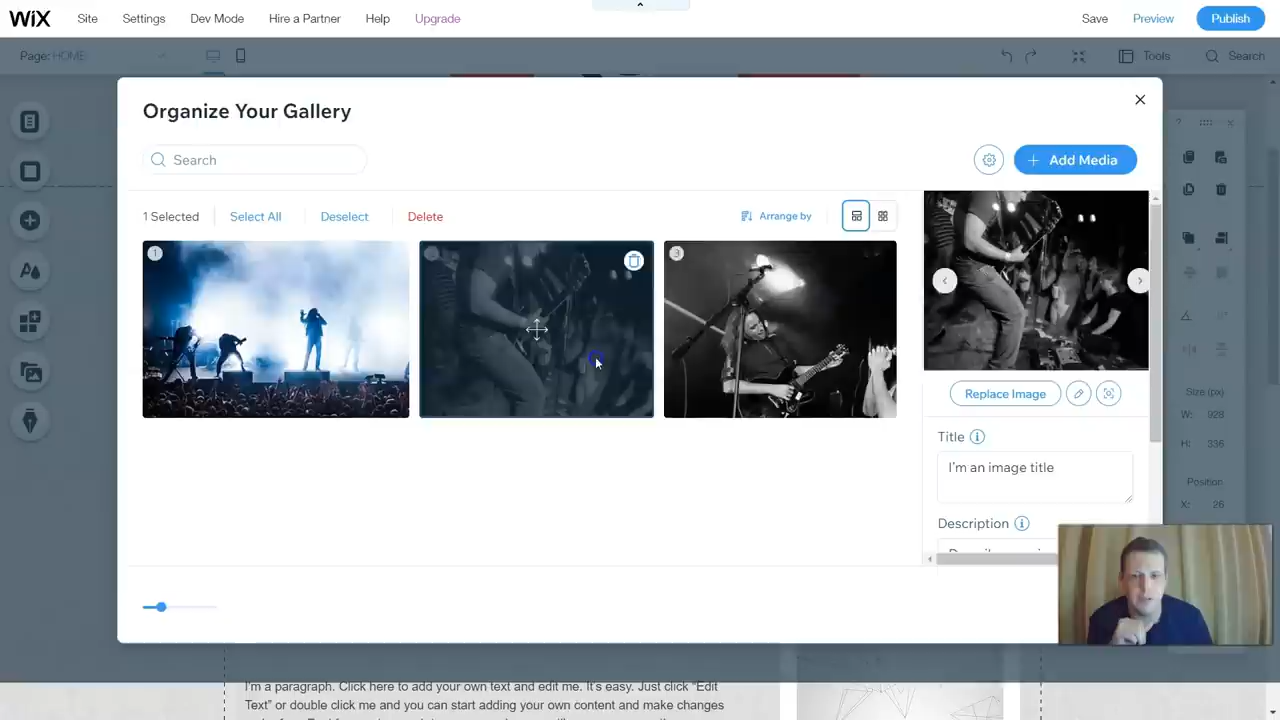 WiX Site Settings Dev Mode Hire a Partner Help Upgrade Save Preview Publish
Page: HOME Tools Search
Organize Your Gallery
Search
Add Media
1 Selected Select All Deselect Delete Arrange by
1
3
Replace Image
Title
I'm an image title
Description
Size (px)
W: 928
H: 336
Position
X: 26
I'm a paragraph. Click here to add your own text and edit me. It's easy. Just click "Edit
Text" or double click me and you can start adding your own content and make changes